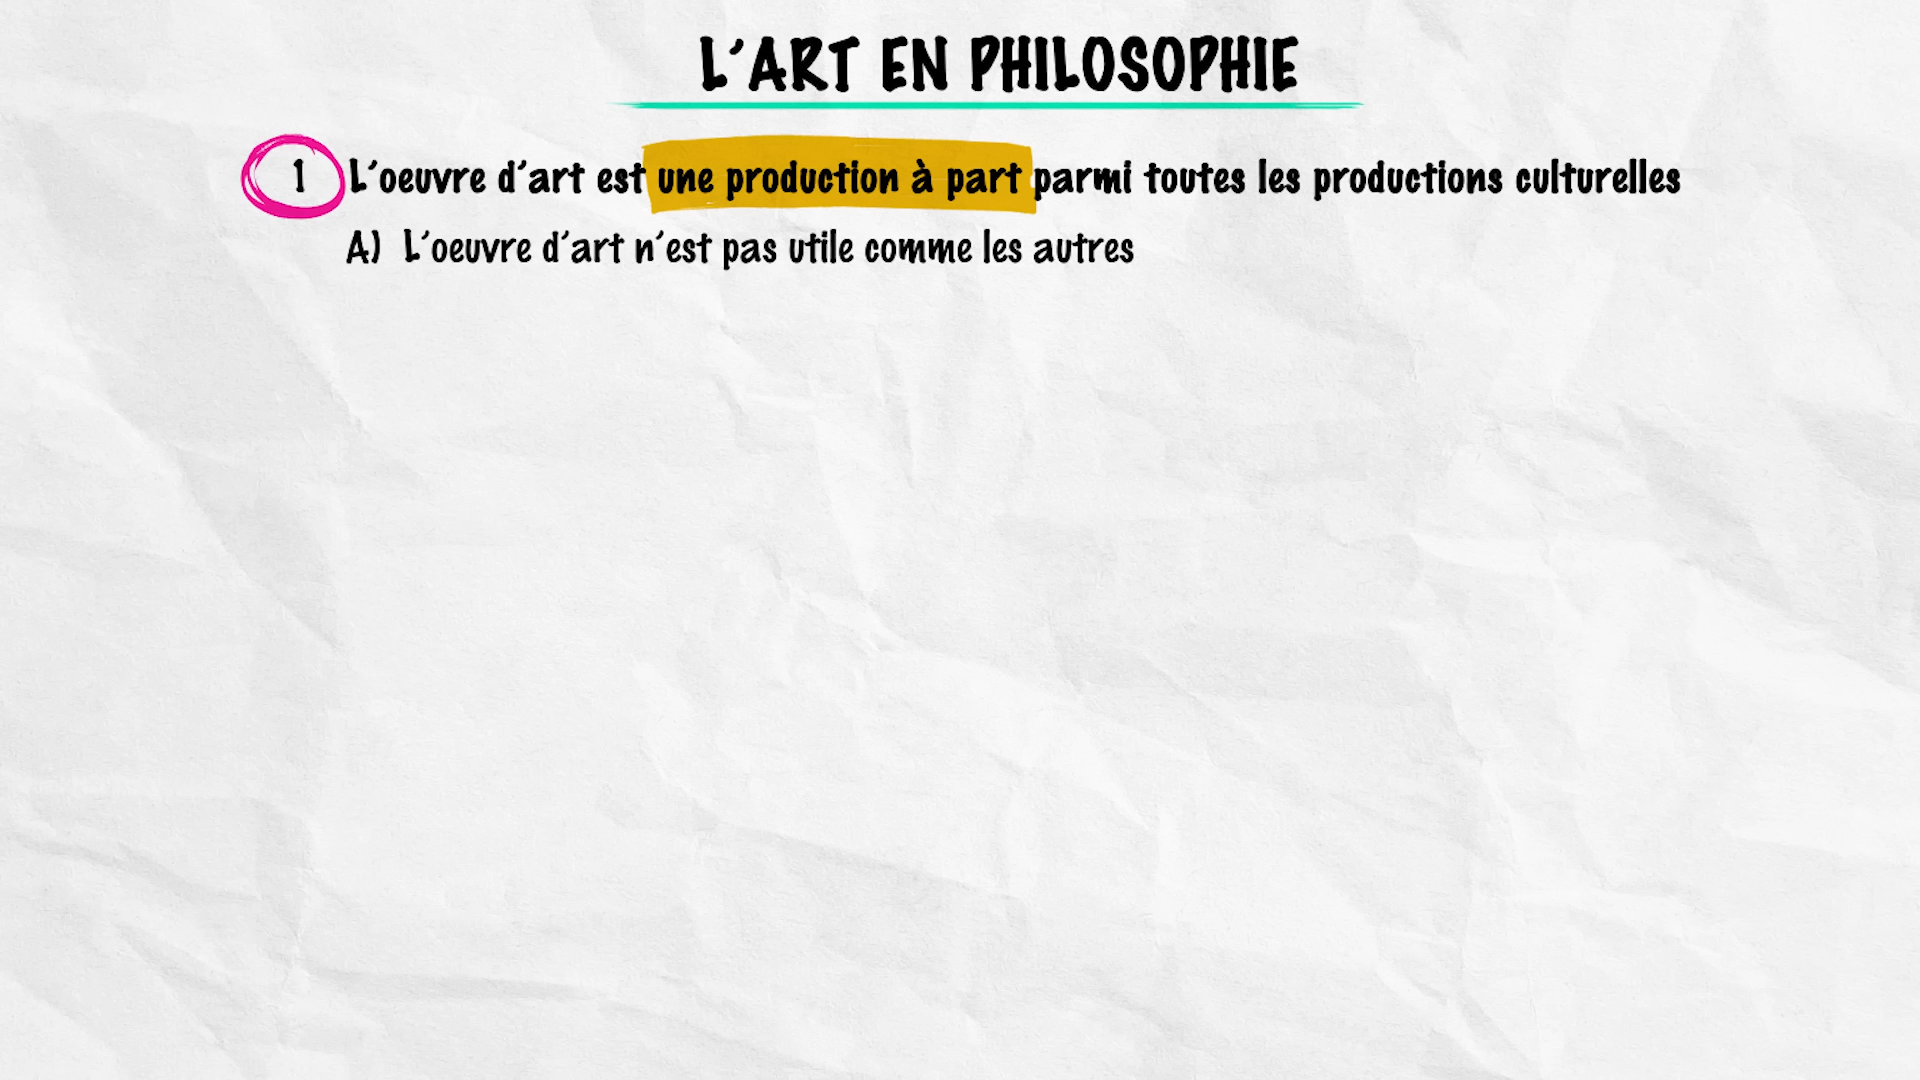 L'ART EN PHILOSOPHIE
1 L'oeuvre d'art est une production à part parmi toutes les productions culturelles
A) L'oeuvre d'art n'est pas utile comme les autres